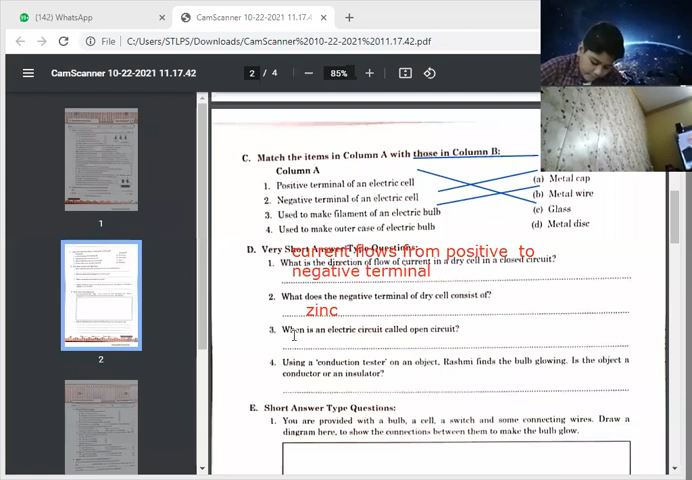 (142) WhatsApp
CamScanner 10-22-2021 11.17.4
File C:/Users/STLPS/Downloads/CamScanner%2010-22-2021%2011.17.42.pdf
CamScanner 10-22-2021 11.17.42
2 / 4
85%
C. Match the items in Column A with those in Column B:
Column A
1. Positive terminal of an electric cell
(a) Metal cap
2. Negative terminal of an electric cell
(b) Metal wire
3. Used to make filament of an electric bulb
(c) Glass
4. Used to make outer case of electric bulb
(d) Metal disc
D. Very Short Answer Type Questions:
current flows from positive to
1. What is the direction of flow of current in a dry cell in a closed circuit?
negative terminal
2. What does the negative terminal of dry cell consist of?
zinc
3. When is an electric circuit called open circuit?
4. Using a 'conduction tester' on an object, Rashmi finds the bulb glowing. Is the object a
conductor or an insulator?
E. Short Answer Type Questions:
1. You are provided with a bulb, a cell, a switch and some connecting wires. Draw a
diagram here, to show the connections between them to make the bulb glow.
1
2